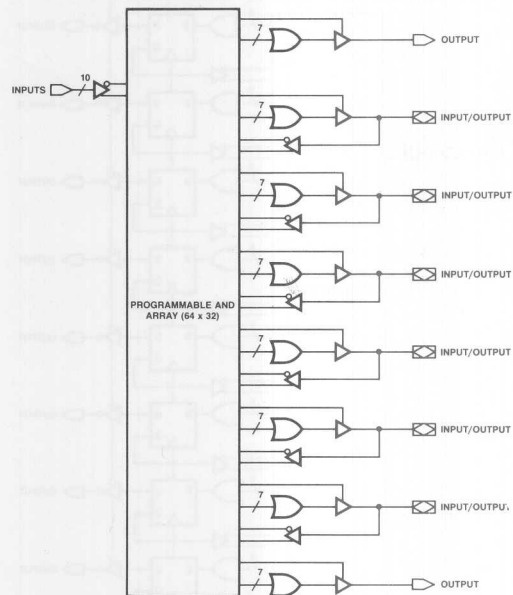 7
OUTPUT
10
INPUTS
7
INPUT/OUTPUT
7
INPUT/OUTPUT
7
INPUT/OUTPUT
PROGRAMMABLE AND
ARRAY (64 x 32)
7
INPUT/OUTPUT
7
INPUT/OUTPUT
7
INPUT/OUTPU
7
OUTPUT